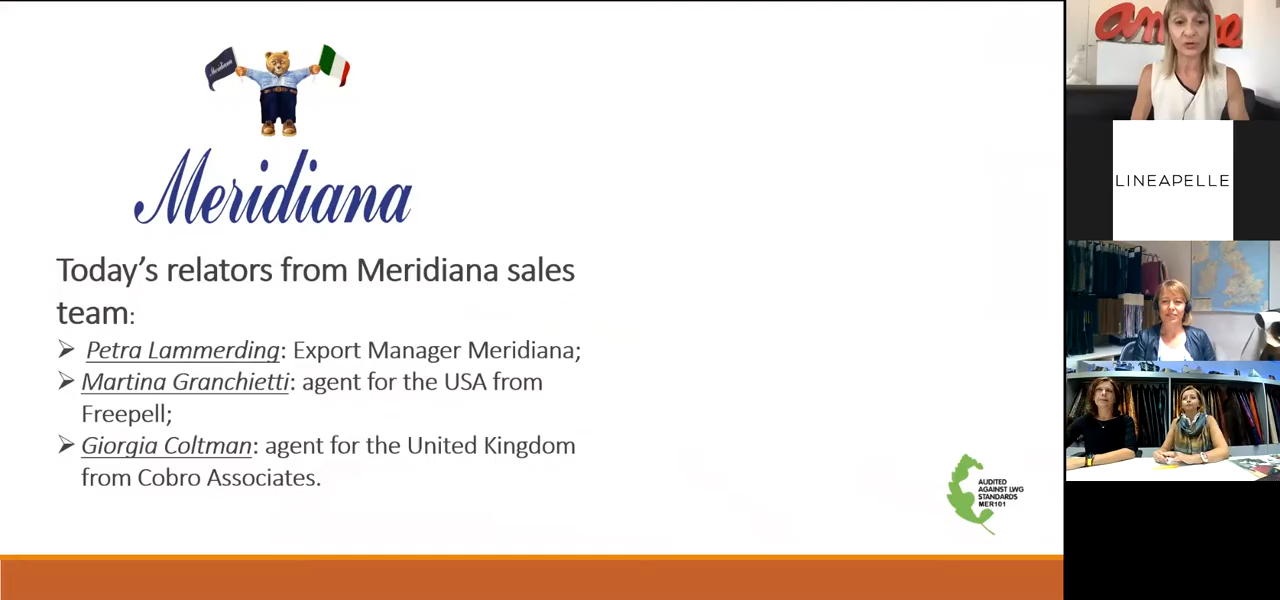 Meridiana
Meridiana
Today's relators from Meridiana sales
team:
➢ Petra Lammerding: Export Manager Meridiana;
➢ Martina Granchietti: agent for the USA from
Freepell;
➢ Giorgia Coltman: agent for the United Kingdom
from Cobro Associates.
AUDITED
AGAINST LWG
STANDARDS
MER101
LINEAPELLE